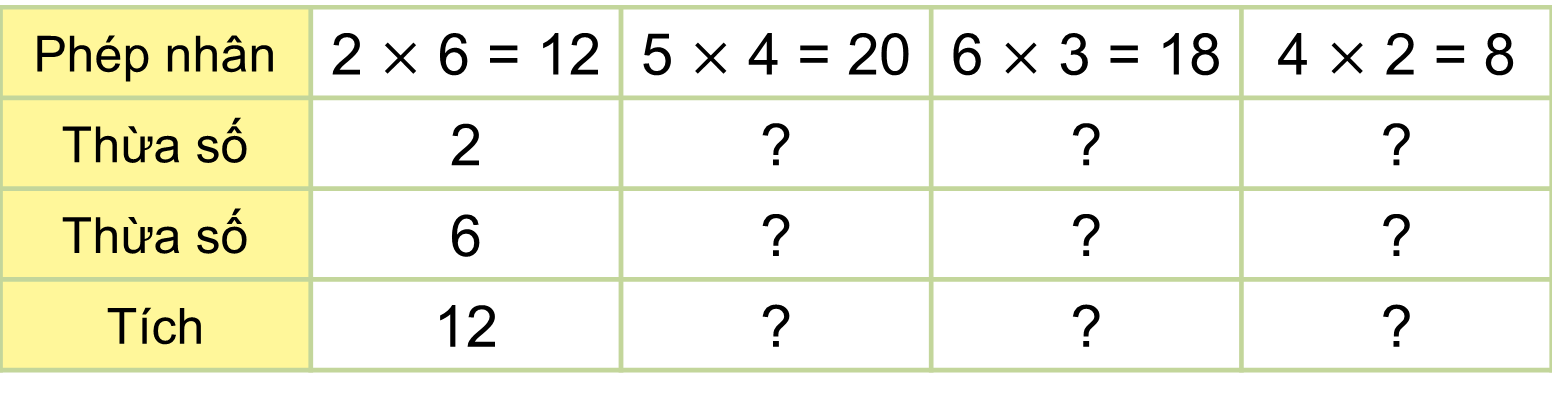 Phép nhân 2 × 6 = 12 5 × 4 = 20 6 × 3 = 18 4 × 2 = 8
Thừa số 2 ? ? ?
Thừa số 6 ? ? ?
Tích 12 ? ? ?